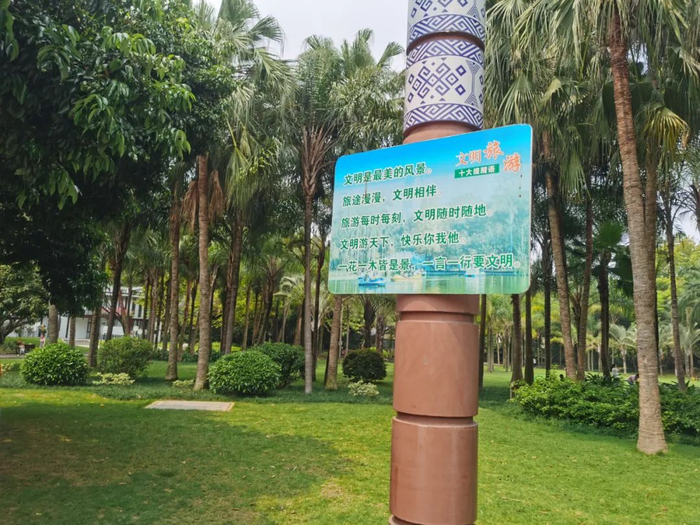 文明旅游
十大提醒语
文明是最美的风景。
旅途漫漫，文明相伴
旅游每时每刻，文明随时随地
文明游天下，快乐你我他
一花一木皆是景，一言一行要文明。